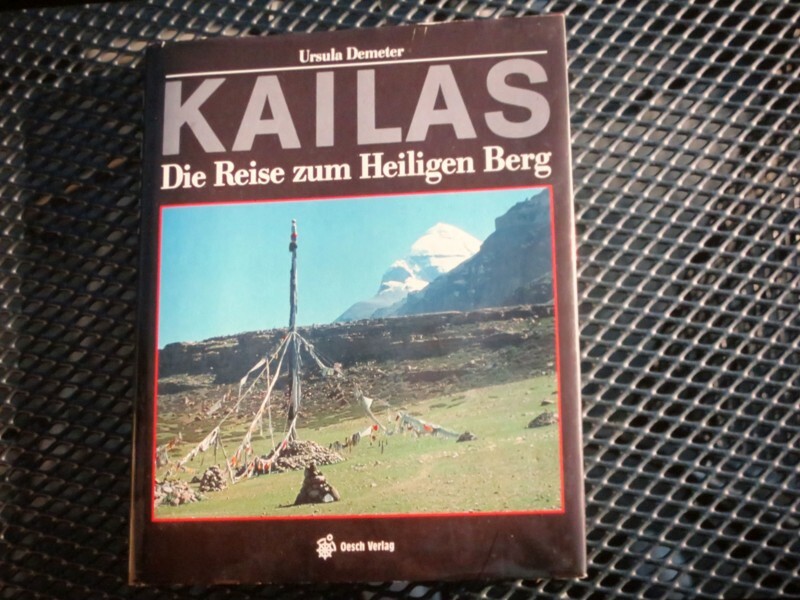 Ursula Demeter
KAILAS
Die Reise zum Heiligen Berg
Oesch Verlag